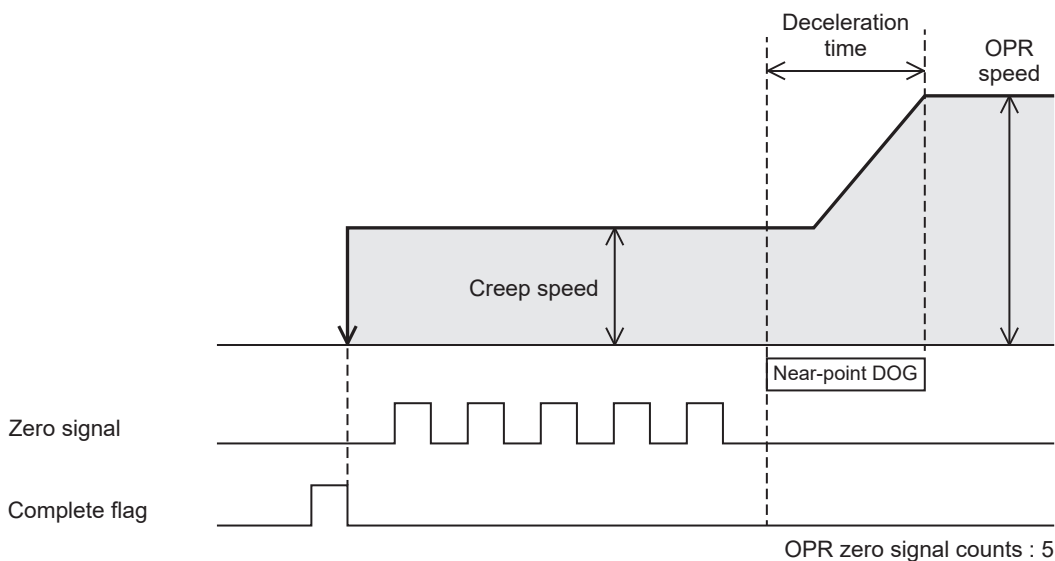 Deceleration
time
OPR
speed
Creep speed
Near-point DOG
Zero signal
Complete flag
OPR zero signal counts : 5